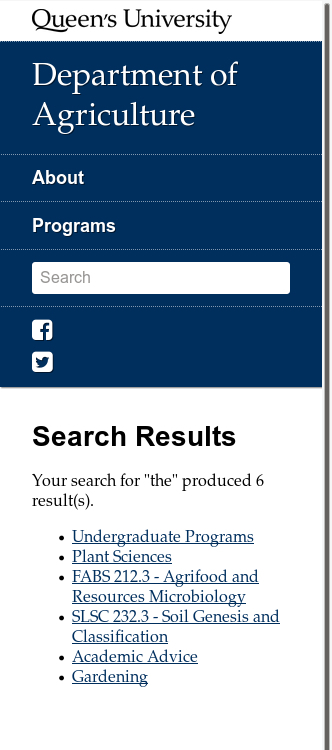 Queen's University
Department of
Agriculture
About
Programs
Search
Search Results
Your search for "the" produced 6
result(s).
Undergraduate Programs
Plant Sciences
FABS 212.3 - Agrifood and
Resources Microbiology
SLSC 232.3 - Soil Genesis and
Classification
Academic Advice
Gardening